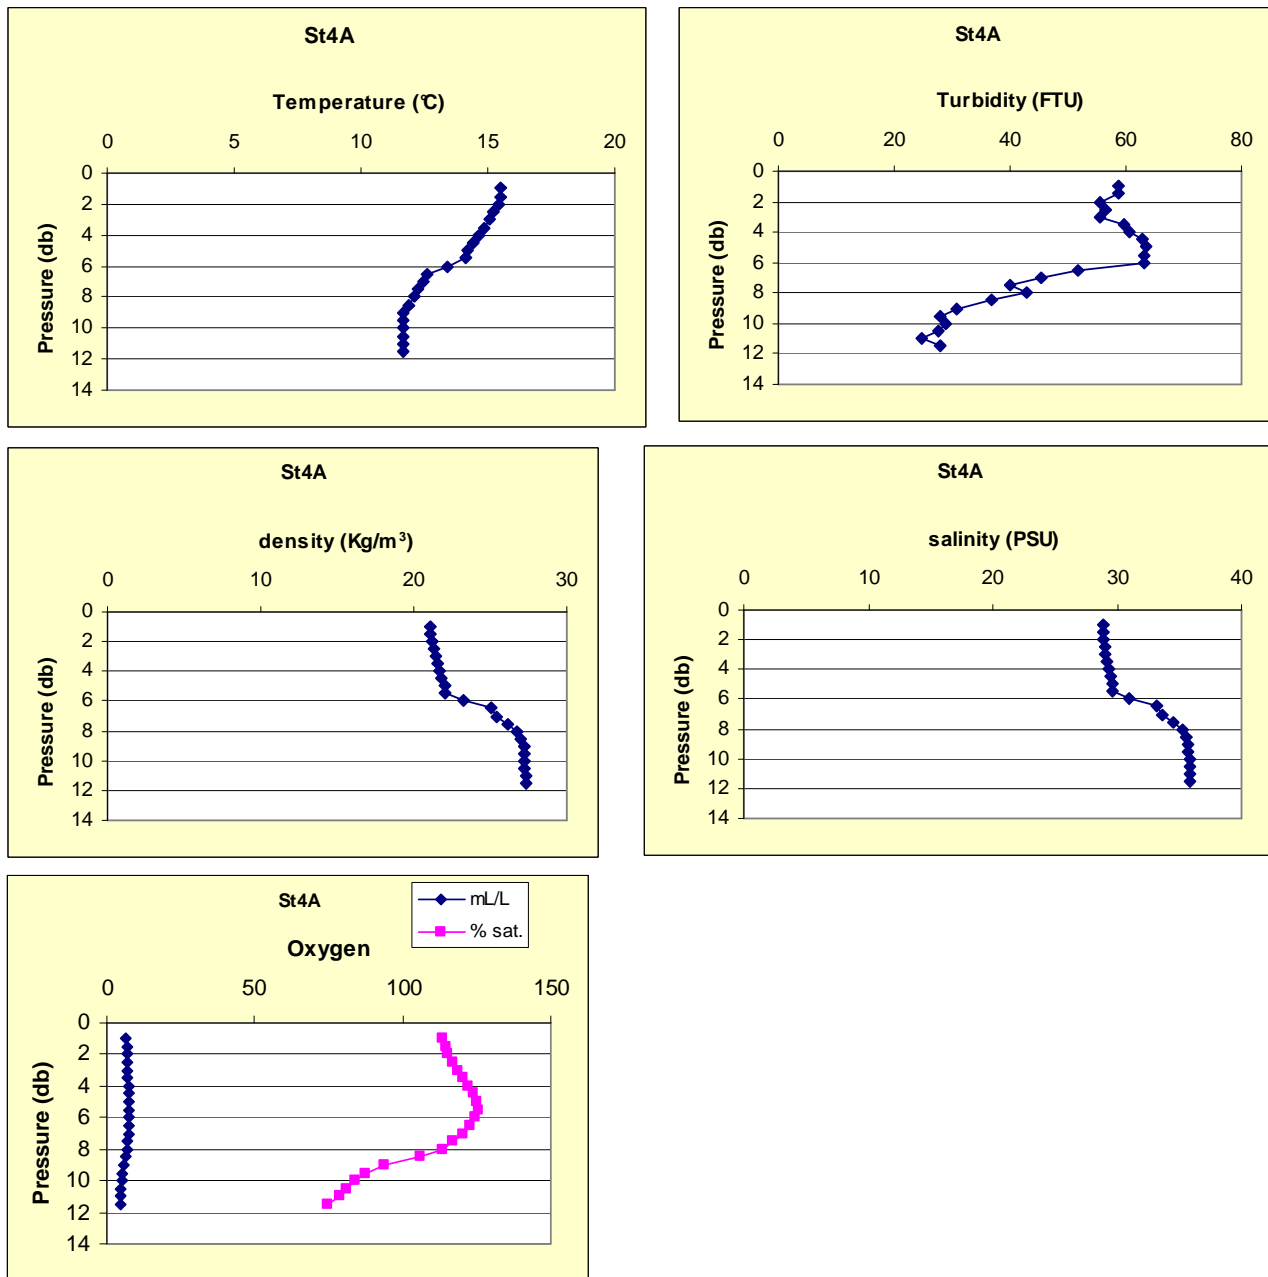 St4A
Temperature (°C)
0 5 10 15 20
0
2
4
6
8
10
12
14
Pressure (db)
St4A
Turbidity (FTU)
0 20 40 60 80
0
2
4
6
8
10
12
14
Pressure (db)
St4A
density (Kg/m³)
0 10 20 30
0
2
4
6
8
10
12
14
Pressure (db)
St4A
salinity (PSU)
0 10 20 30 40
0
2
4
6
8
10
12
14
Pressure (db)
St4A
mL/L
% sat.
Oxygen
0 50 100 150
0
2
4
6
8
10
12
14
Pressure (db)